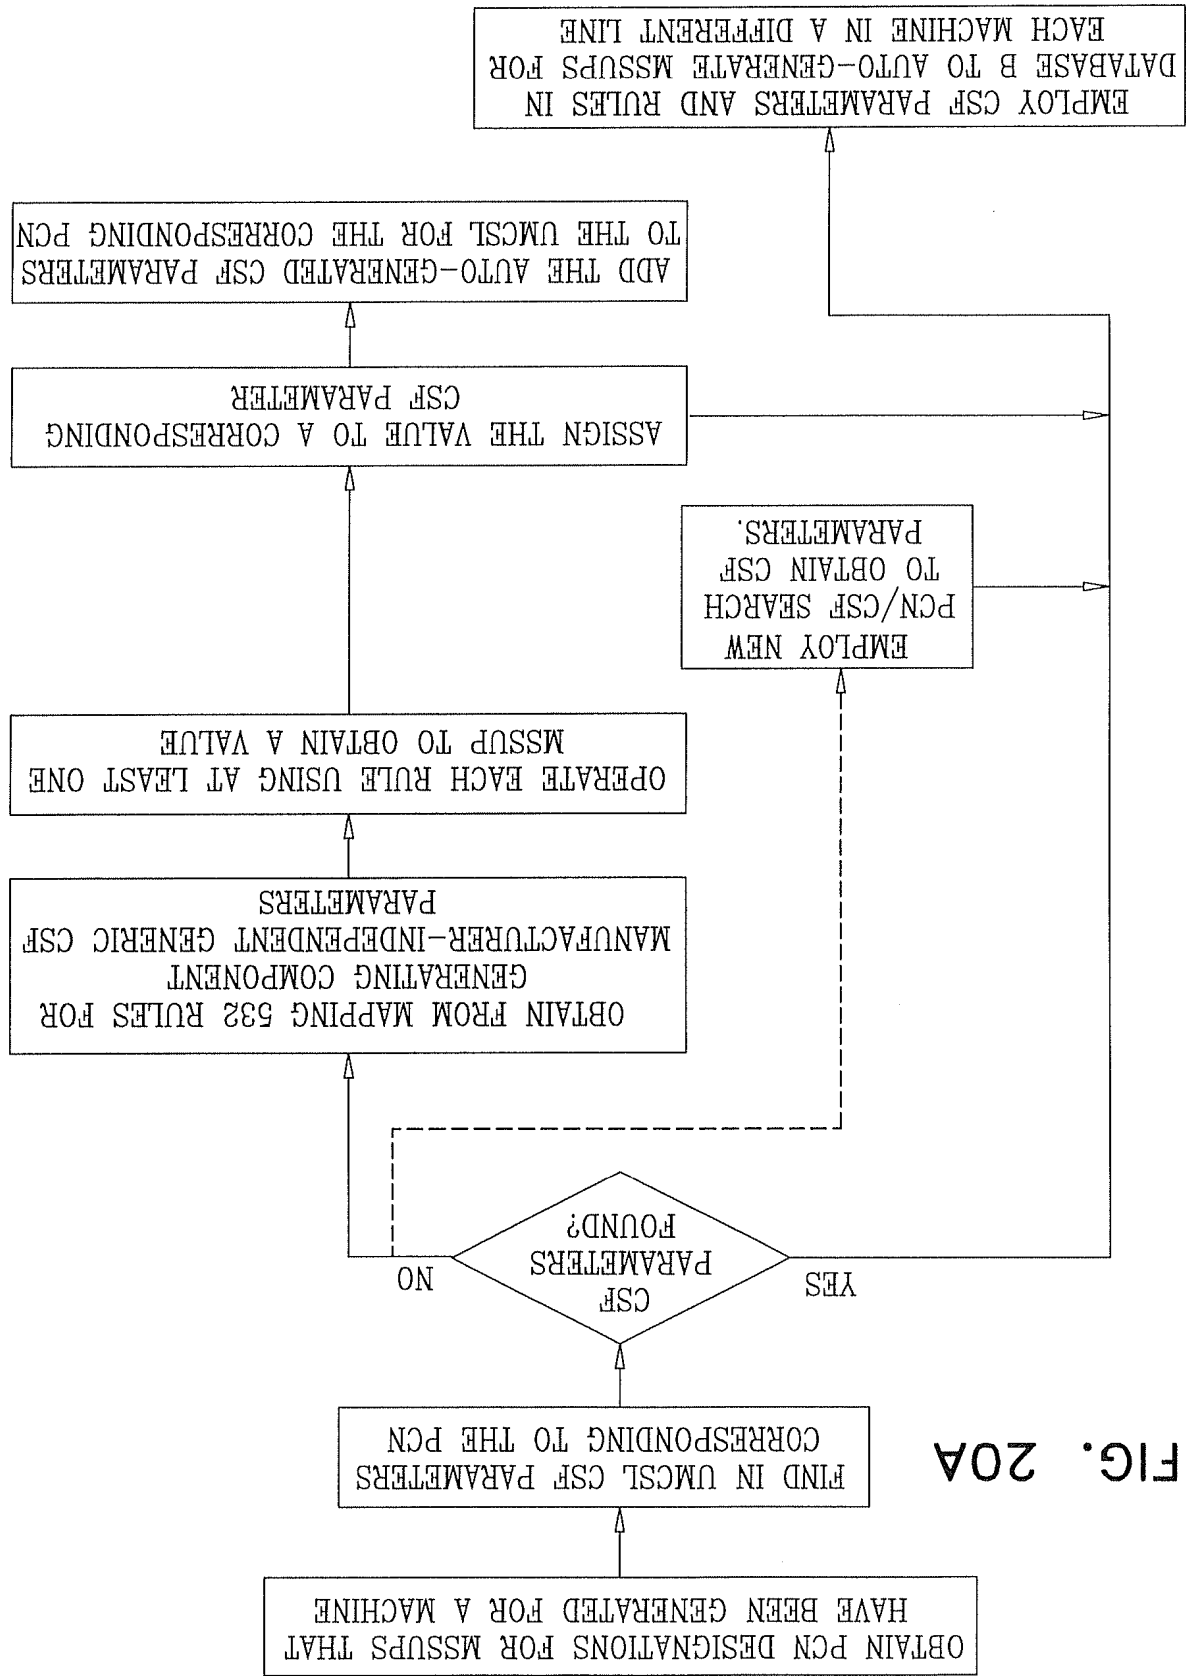 FIG. 20A
OBTAIN PCN DESIGNATIONS FOR MSSUPS THAT
HAVE BEEN GENERATED FOR A MACHINE
FIND IN UMCSL CSF PARAMETERS
CORRESPONDING TO THE PCN
CSF
PARAMETERS
FOUND?
YES
NO
OBTAIN FROM MAPPING 532 RULES FOR
GENERATING COMPONENT
MANUFACTURER-INDEPENDENT GENERIC CSF
PARAMETERS
OPERATE EACH RULE USING AT LEAST ONE
MSSUP TO OBTAIN A VALUE
EMPLOY NEW
PCN/CSF SEARCH
TO OBTAIN CSF
PARAMETERS.
ASSIGN THE VALUE TO A CORRESPONDING
CSF PARAMETER
ADD THE AUTO-GENERATED CSF PARAMETERS
TO THE UMCSL FOR THE CORRESPONDING PCN
EMPLOY CSF PARAMETERS AND RULES IN
DATABASE B TO AUTO-GENERATE MSSUPS FOR
EACH MACHINE IN A DIFFERENT LINE